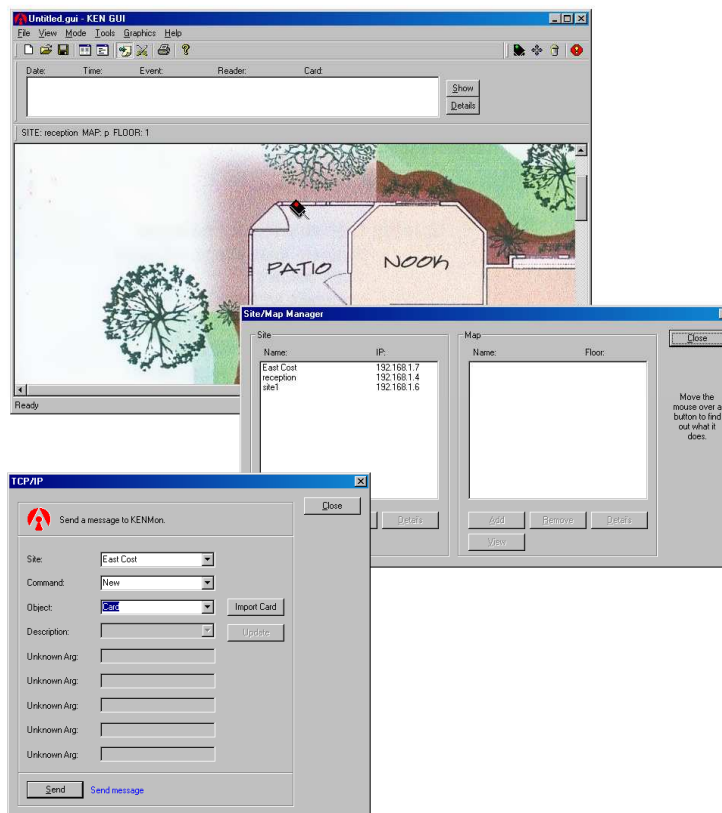 Untitled.gui - KEN GUI
File View Mode Tools Graphics Help
Date: Time: Event: Reader: Card:
Show
Details
SITE: reception MAP: p FLOOR: 1
PATIO
NOOK
Ready
Site/Map Manager
Site
Name: IP:
East Cost 192.168.1.7
reception 192.168.1.4
site1 192.168.1.6
Details
Map
Name: Floor:
Add Remove Details
View
Close
Move the
mouse over a
button to find
out what it
does.
TCP/IP
Send a message to KENMon.
Close
Site: East Cost
Command: New
Object: Card Import Card
Description: Update
Unknown Arg:
Unknown Arg:
Unknown Arg:
Unknown Arg:
Unknown Arg:
Send Send message